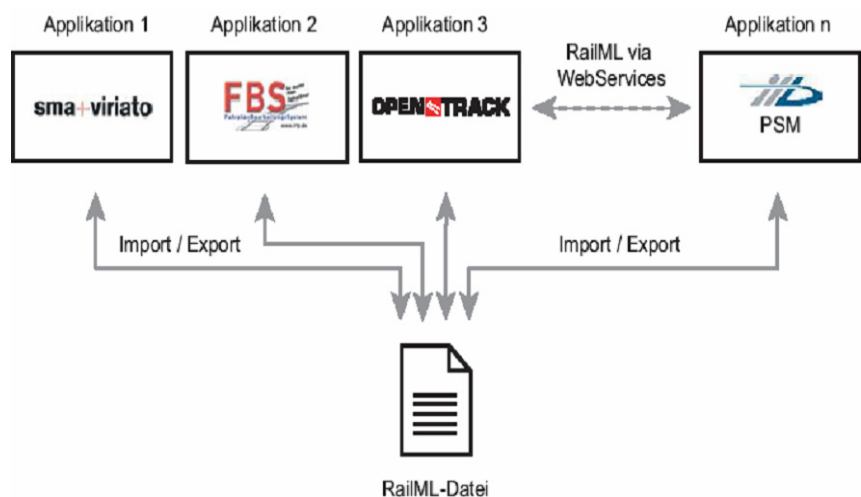 Applikation 1
Applikation 2
Applikation 3
Applikation n
sma+viriato
FBS
OPENTRACK
RailML via
WebServices
PSM
Import / Export
Import / Export
RailML-Datei